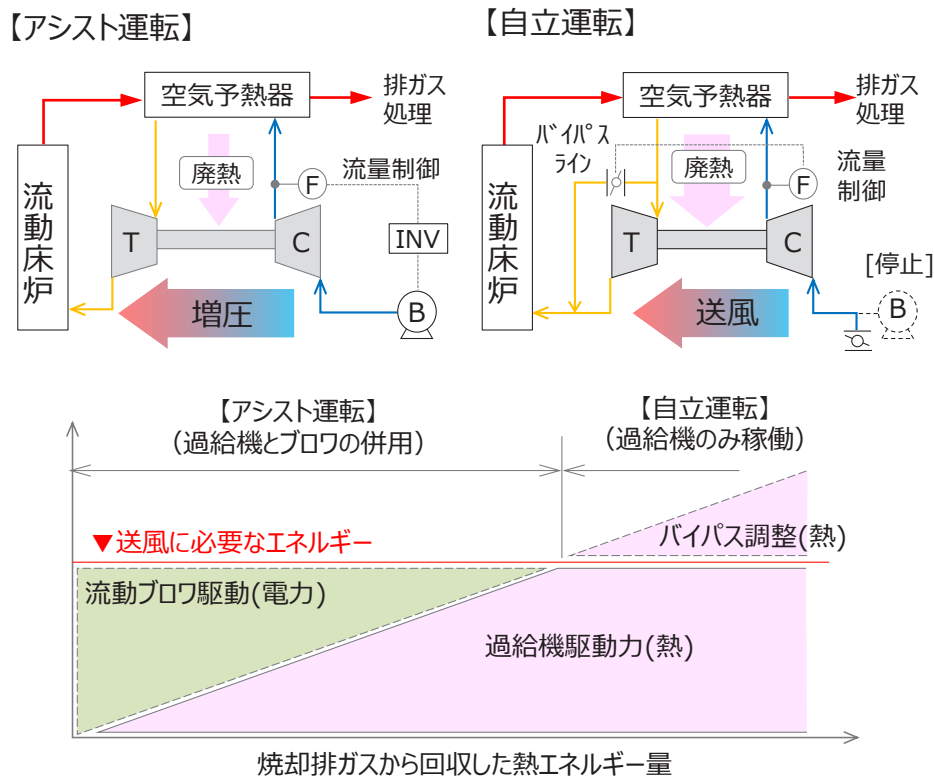 【アシスト運転】
空気予熱器
排ガス
処理
廃熱
流量制御
F
流動床炉
T
C
INV
B
増圧
【自立運転】
空気予熱器
排ガス
処理
ﾊﾞｲﾊﾟｽ
ライン
廃熱
流量
制御
F
流動床炉
T
C
[停止]
B
送風
【アシスト運転】
（過給機とブロワの併用）
【自立運転】
（過給機のみ稼働）
▼送風に必要なエネルギー
バイパス調整(熱)
流動ブロワ駆動(電力)
過給機駆動力(熱)
焼却排ガスから回収した熱エネルギー量